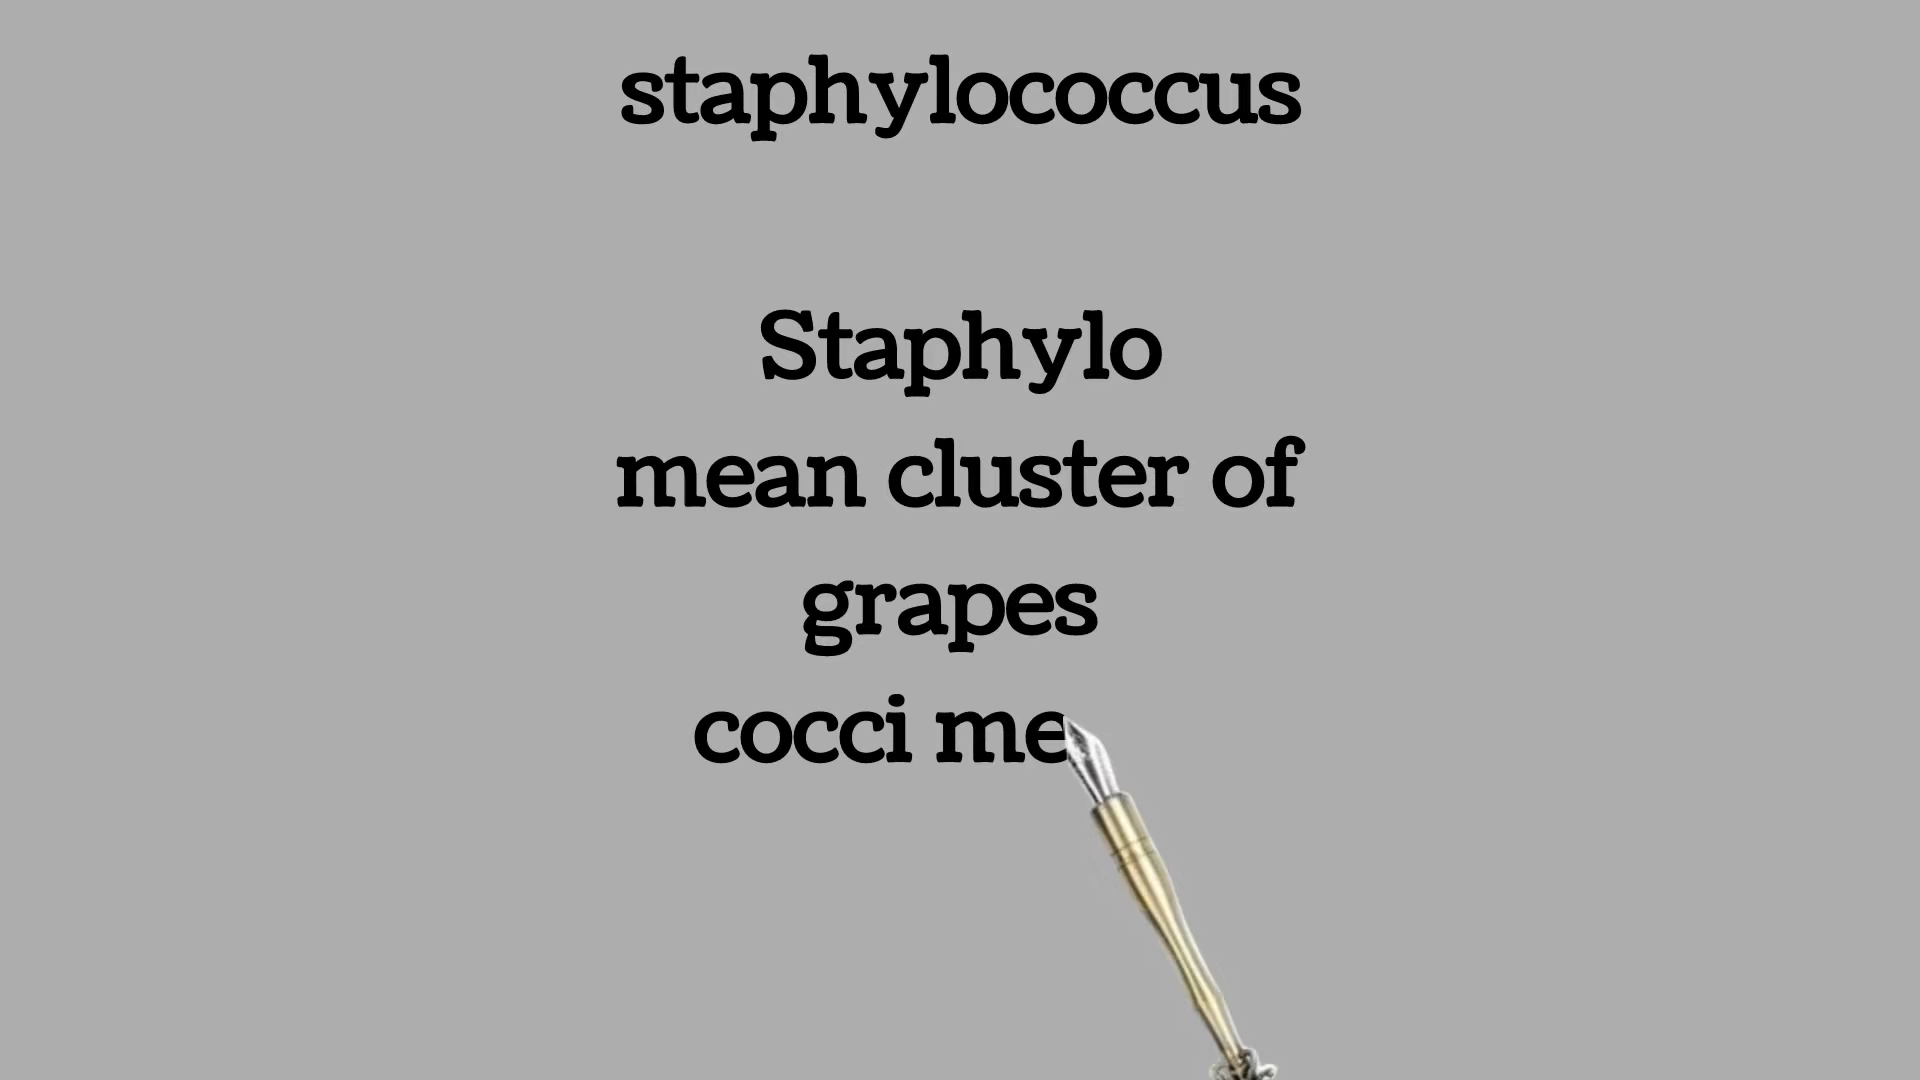 staphylococcus
Staphylo
mean cluster of
grapes
cocci me